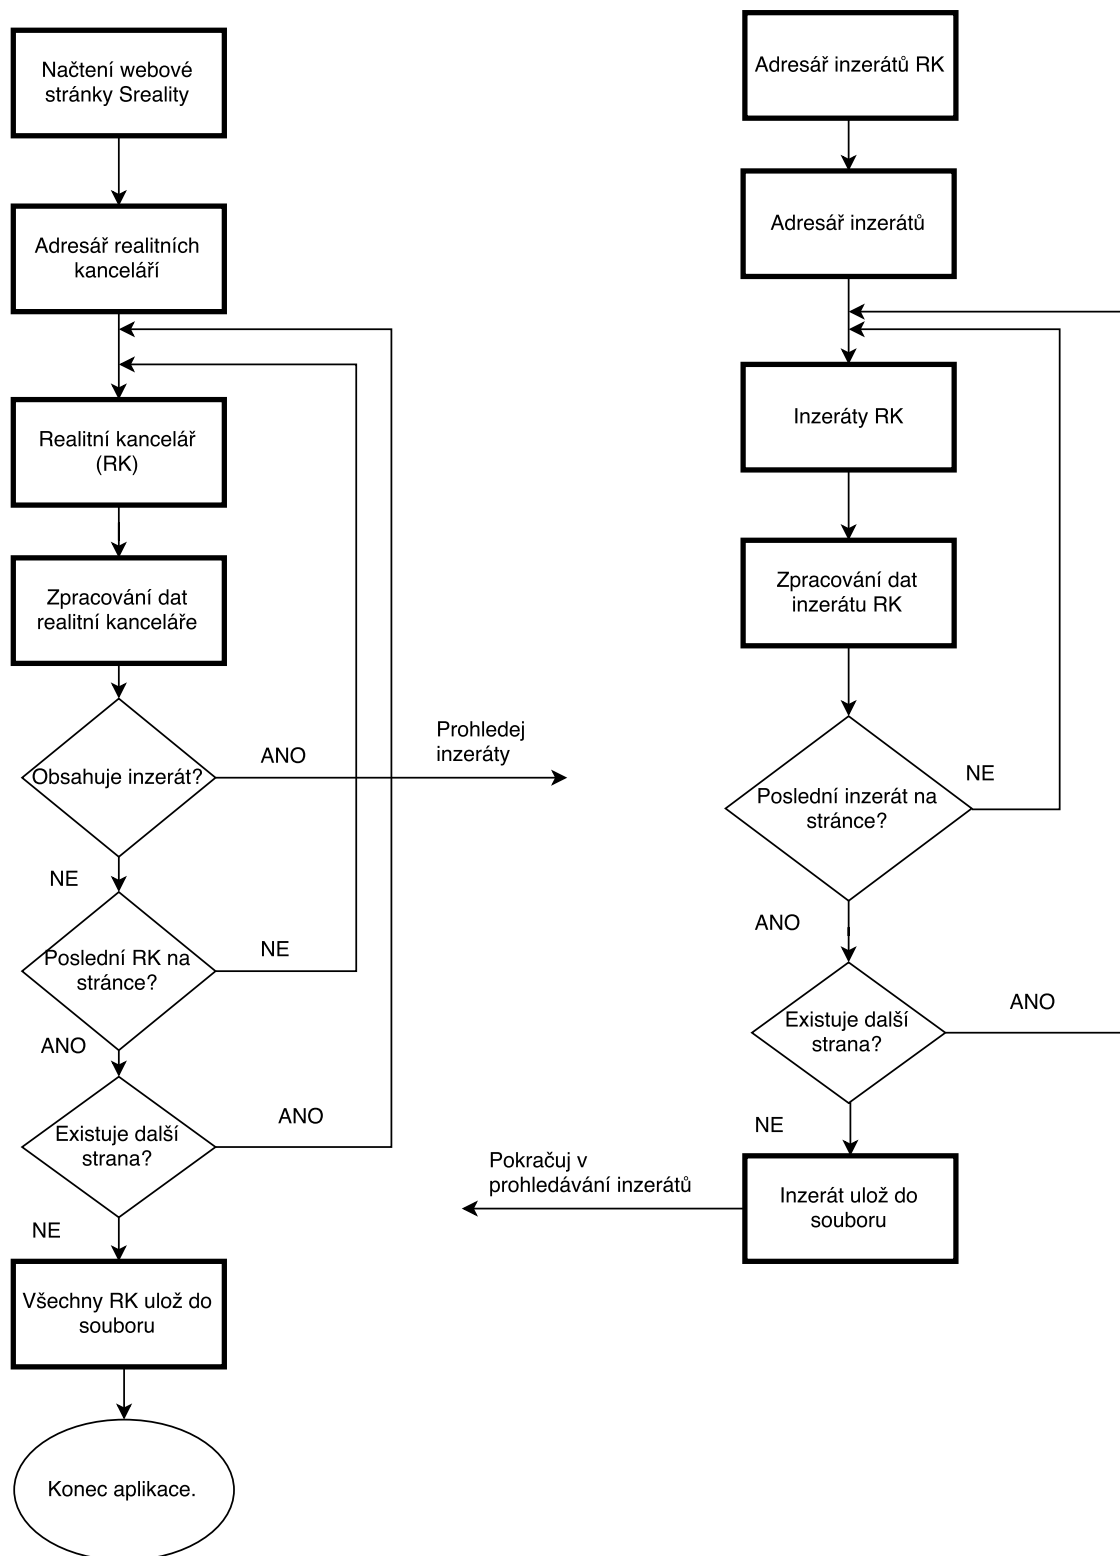 Načtení webové
stránky Sreality
Adresář realitních
kanceláří
Realitní kancelář
(RK)
Zpracování dat
realitní kanceláře
Obsahuje inzerát?
ANO
Prohledej
inzeráty
NE
Poslední RK na
stránce?
NE
ANO
Existuje další
strana?
ANO
NE
Všechny RK ulož do
souboru
Konec aplikace.
Adresář inzerátů RK
Adresář inzerátů
Inzeráty RK
Zpracování dat
inzerátu RK
Poslední inzerát na
stránce?
NE
ANO
Existuje další
strana?
ANO
NE
Inzerát ulož do
souboru
Pokračuj v
prohledávání inzerátů